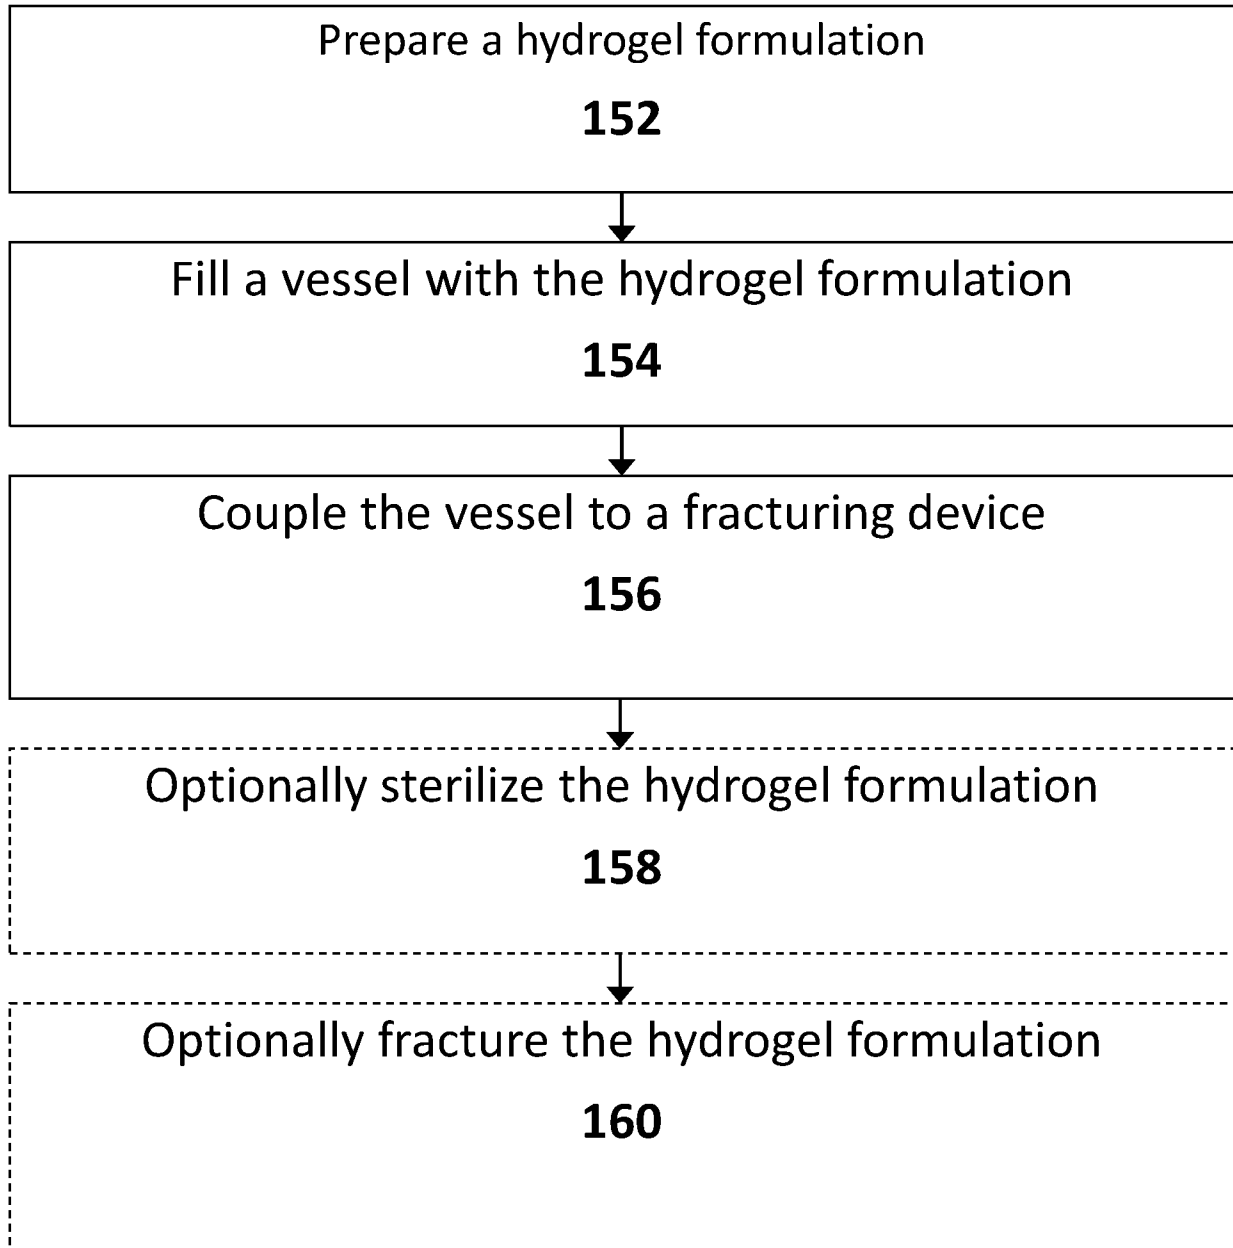 Prepare a hydrogel formulation
152
Fill a vessel with the hydrogel formulation
154
Couple the vessel to a fracturing device
156
Optionally sterilize the hydrogel formulation
158
Optionally fracture the hydrogel formulation
160